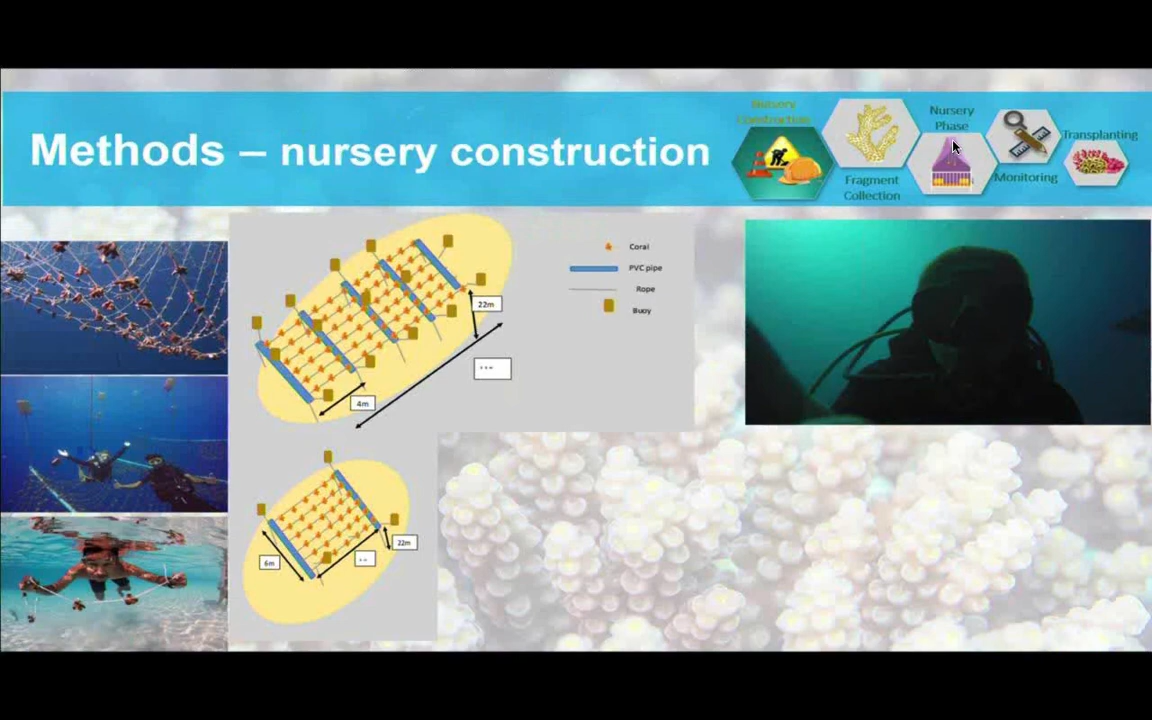 Methods – nursery construction
Nursery
Construction
Fragment
Collection
Nursery
Phase
Monitoring
Transplanting
Coral
PVC pipe
Rope
Buoy
22m
4m
6m
22m